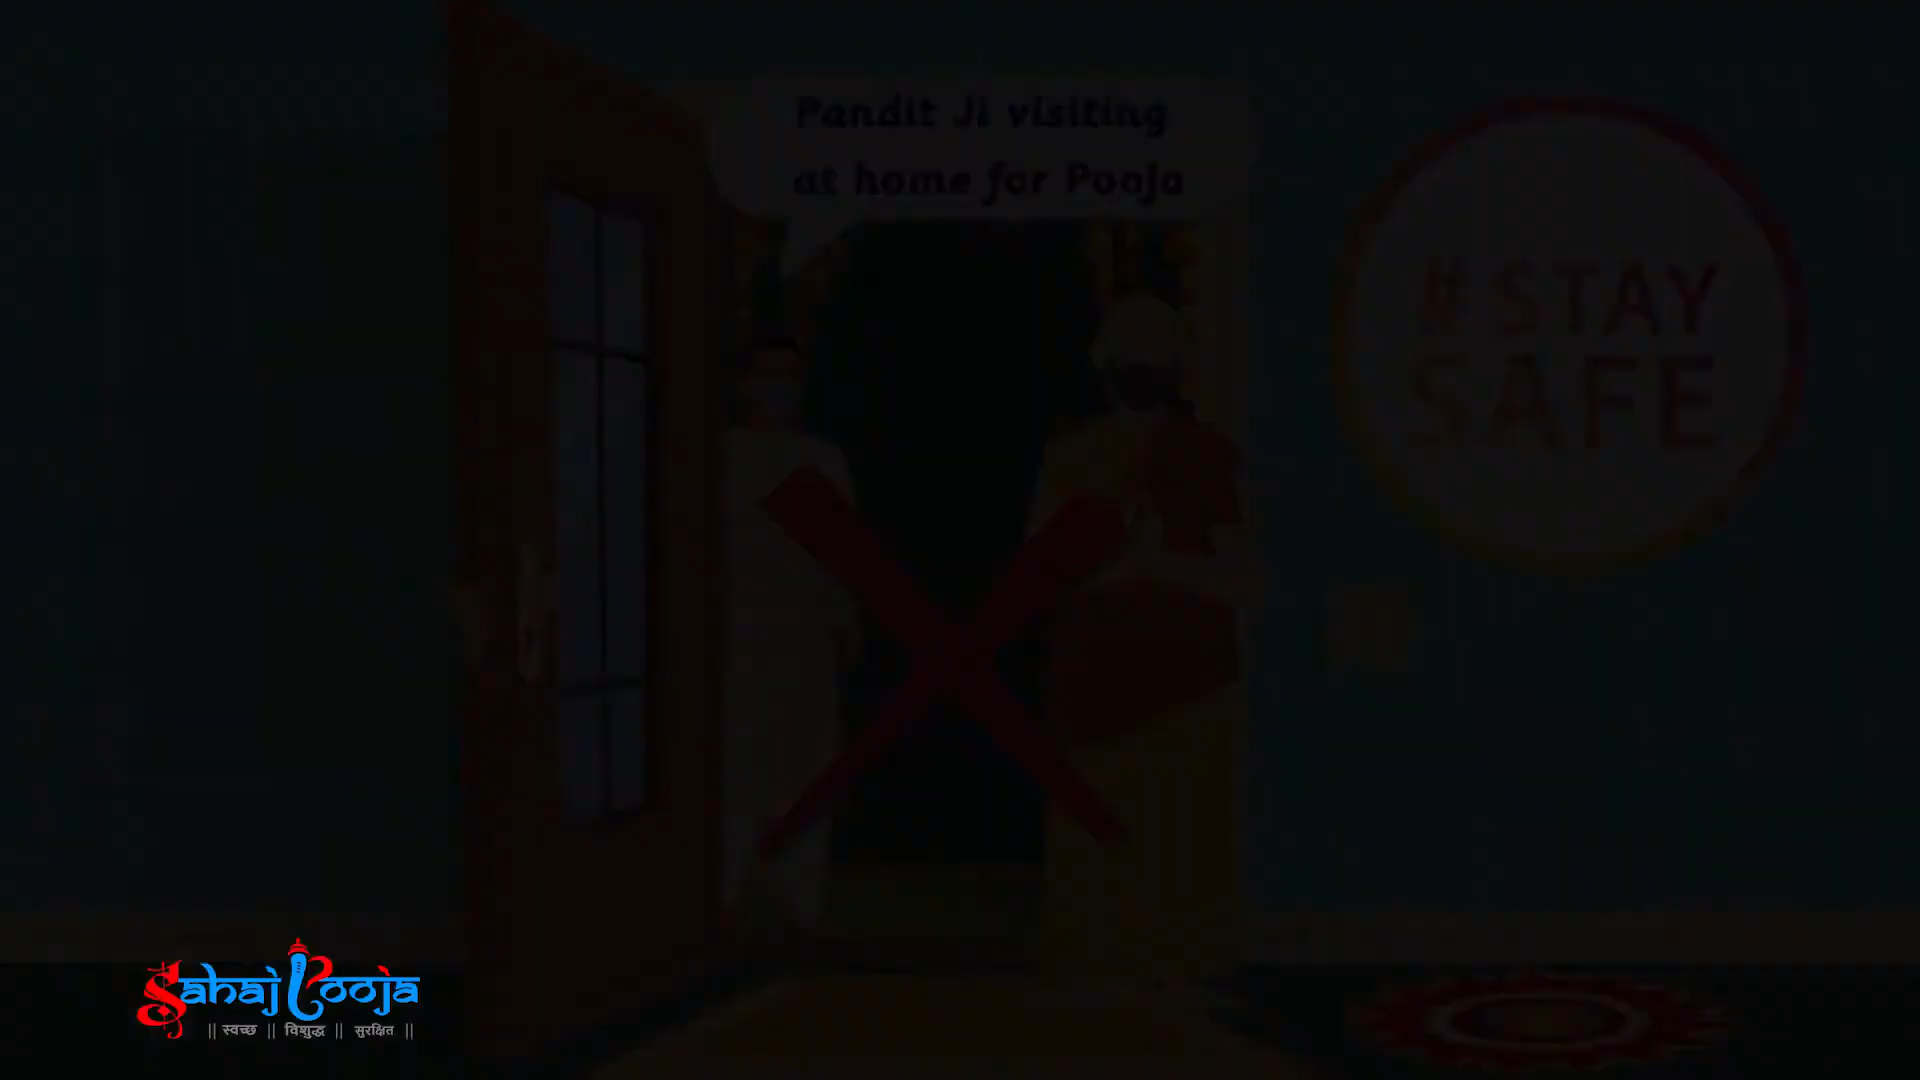 Pandit Ji visiting
at home for Pooja
#STAY
SAFE
Sahaj Pooja
|| स्वच्छ || विशुद्ध || सुरक्षित ||